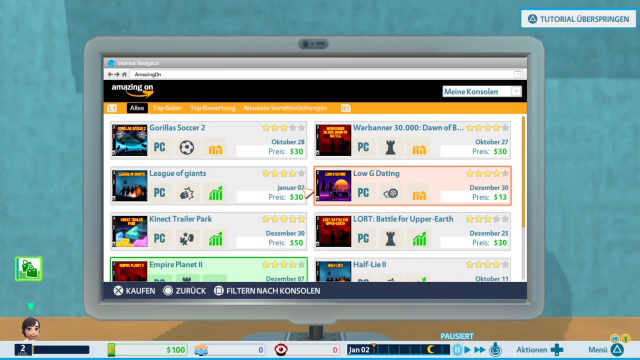 TUTORIAL ÜBERSPRINGEN
Internet Navigator
AmazingOn
amazing on
Meine Konsolen
L1 Alles Top-Seller Top-Bewertung Neueste Veröffentlichungen R1
Gorillas Soccer 2
Oktober 28
PC
Preis: $30
Warbanner 30.000: Dawn of B...
Oktober 27
PC
Preis: $30
League of giants
Januar 02
PC
Preis: $30
Low G Dating
Dezember 30
PC
Preis: $13
Kinect Trailer Park
Dezember 30
PC
Preis: $50
LORT: Battle for Upper-Earth
Dezember 25
PC
Preis: $30
Empire Planet II
Dezember 07
Half-Lie II
Oktober 11
KAUFEN ZURÜCK FILTERN NACH KONSOLEN
PAUSIERT
2
LEVEL
$100
0
0
Jan 02
Aktionen
Menü